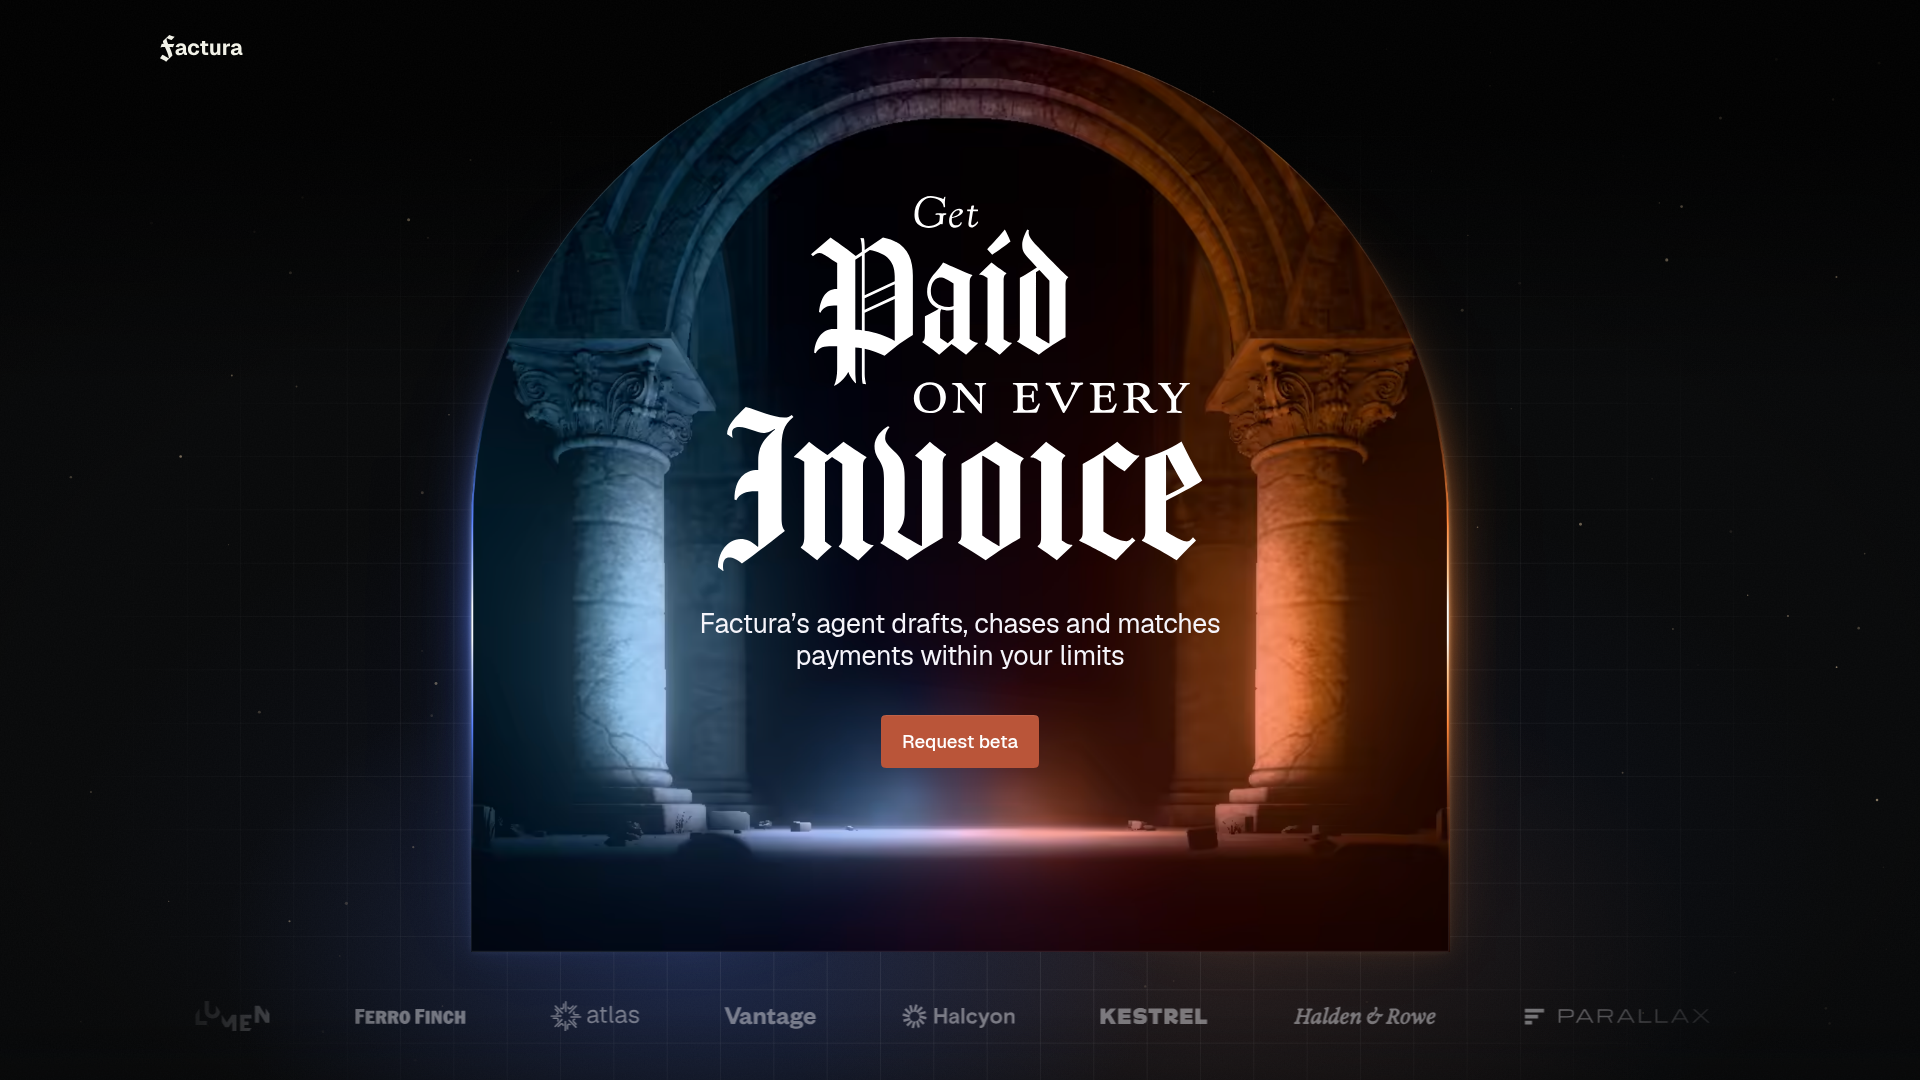 factura
Get
Paid
ON EVERY
Invoice
Factura’s agent drafts, chases and matches
payments within your limits
Request beta
LUMEN
FERRO FINCH
atlas
Vantage
Halcyon
KESTREL
Halden & Rowe
PARALLAX